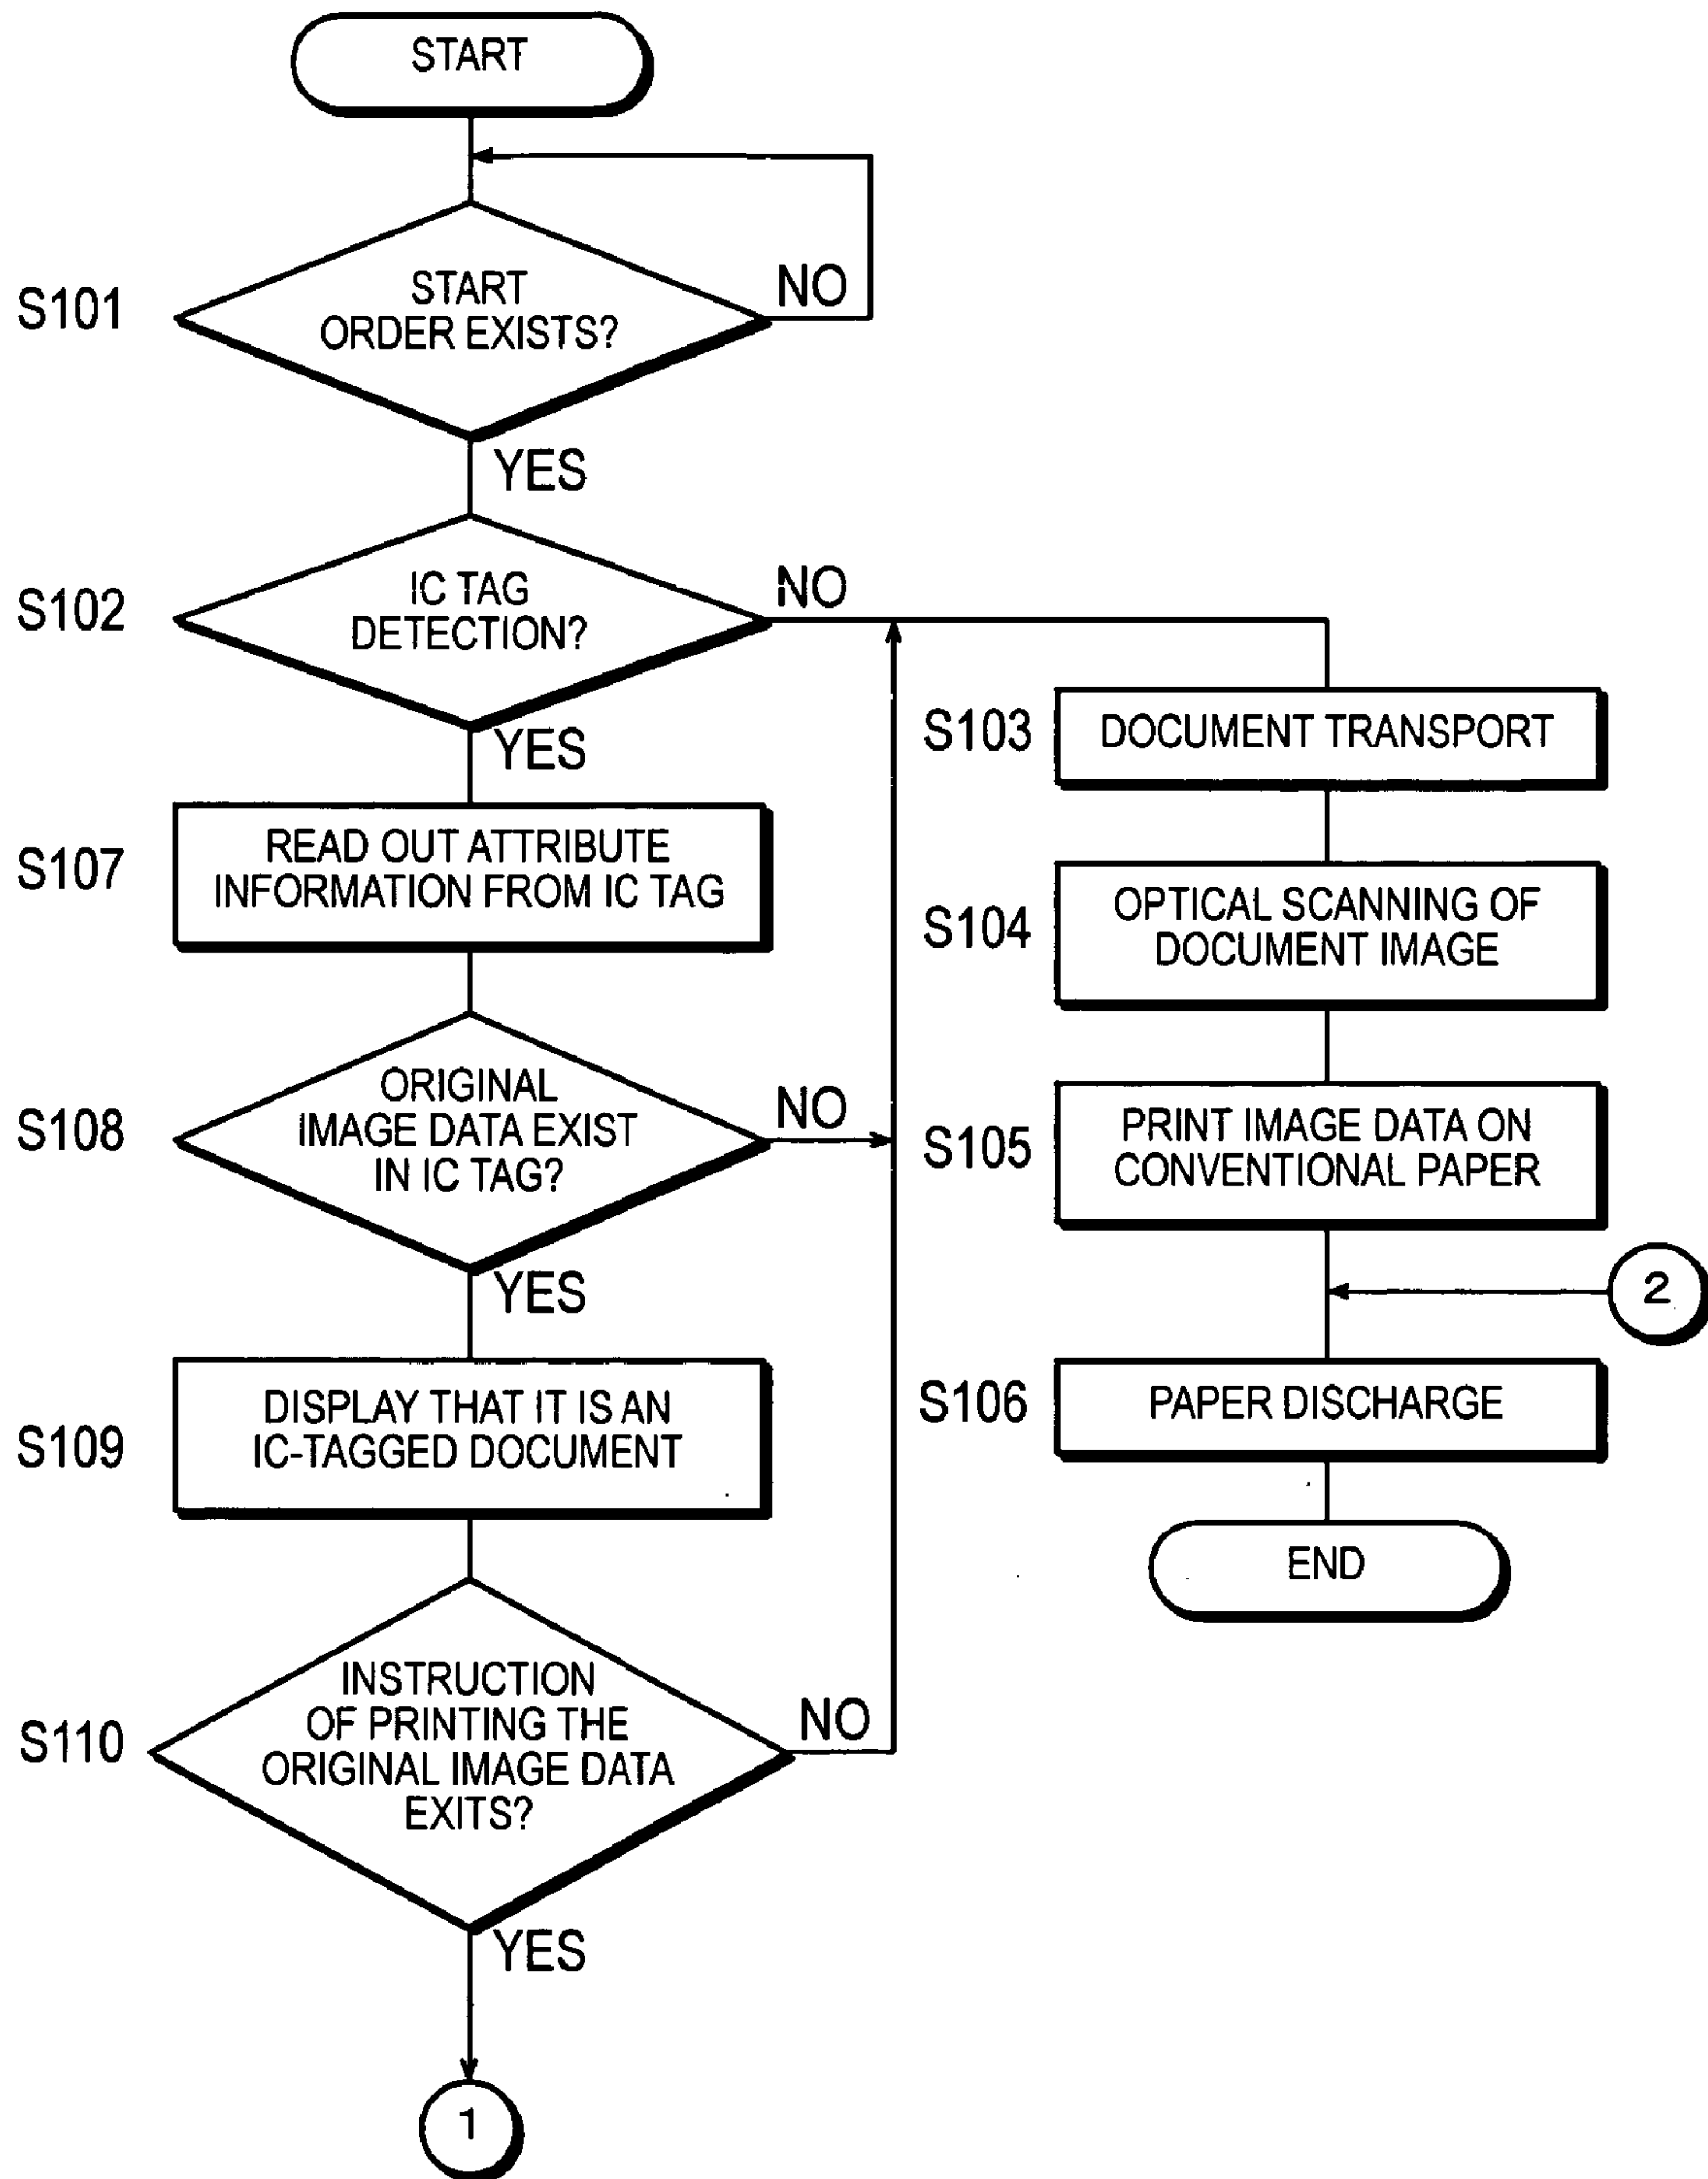 START
S101
START
ORDER EXISTS?
NO
YES
S102
IC TAG
DETECTION?
NO
YES
S103
DOCUMENT TRANSPORT
S107
READ OUT ATTRIBUTE
INFORMATION FROM IC TAG
S104
OPTICAL SCANNING OF
DOCUMENT IMAGE
S108
ORIGINAL
IMAGE DATA EXIST
IN IC TAG?
NO
YES
S105
PRINT IMAGE DATA ON
CONVENTIONAL PAPER
2
S109
DISPLAY THAT IT IS AN
IC-TAGGED DOCUMENT
S106
PAPER DISCHARGE
END
S110
INSTRUCTION
OF PRINTING THE
ORIGINAL IMAGE DATA
EXITS?
NO
YES
1